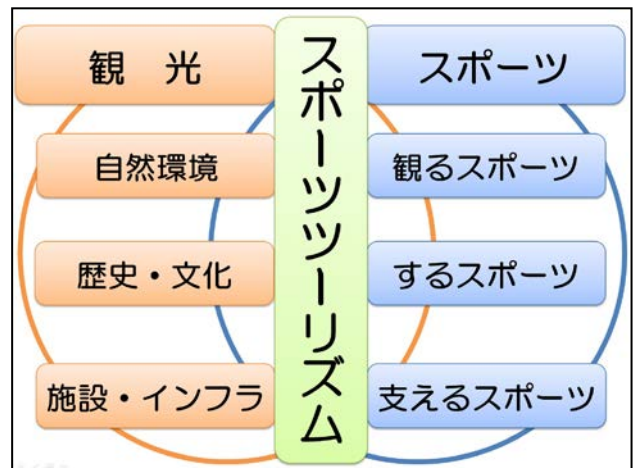 観　光
スポーツツーリズム
スポーツ
自然環境
観るスポーツ
歴史・文化
するスポーツ
施設・インフラ
支えるスポーツ